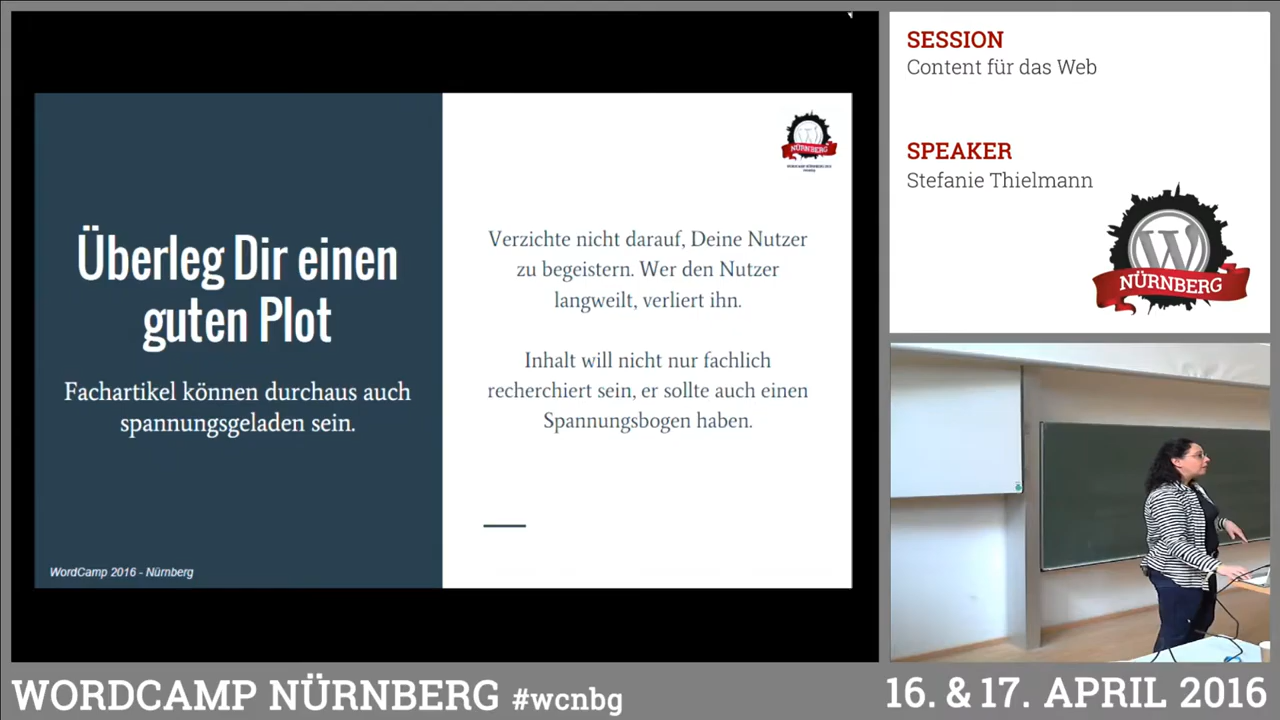 Überleg Dir einen
guten Plot
Fachartikel können durchaus auch
spannungsgeladen sein.
WordCamp 2016 - Nürnberg
NÜRNBERG
WORDCAMP NÜRNBERG 2016
Verzichte nicht darauf, Deine Nutzer
zu begeistern. Wer den Nutzer
langweilt, verliert ihn.
Inhalt will nicht nur fachlich
recherchiert sein, er sollte auch einen
Spannungsbogen haben.
SESSION
Content für das Web
SPEAKER
Stefanie Thielmann
W
NÜRNBERG
WORDCAMP NÜRNBERG #wcnbg
16. & 17. APRIL 2016